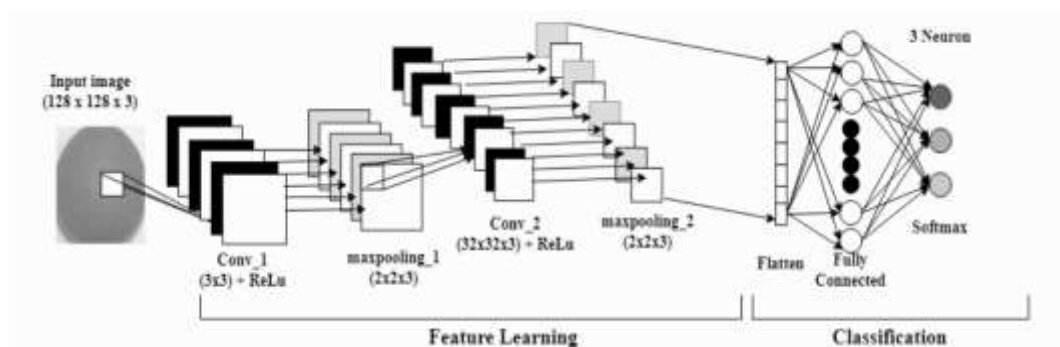 Input image
(128 x 128 x 3)
Conv_1
(3x3) + ReLu
maxpooling_1
(2x2x3)
Conv_2
(32x32x3) + ReLu
maxpooling_2
(2x2x3)
Flatten
Fully
Connected
3 Neuron
Softmax
Feature Learning
Classification